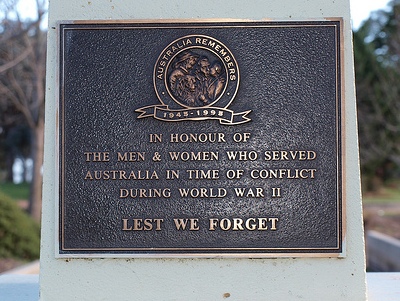 AUSTRALIA REMEMBERS
1945-1995
IN HONOUR OF
THE MEN & WOMEN WHO SERVED
AUSTRALIA IN TIME OF CONFLICT
DURING WORLD WAR II
LEST WE FORGET